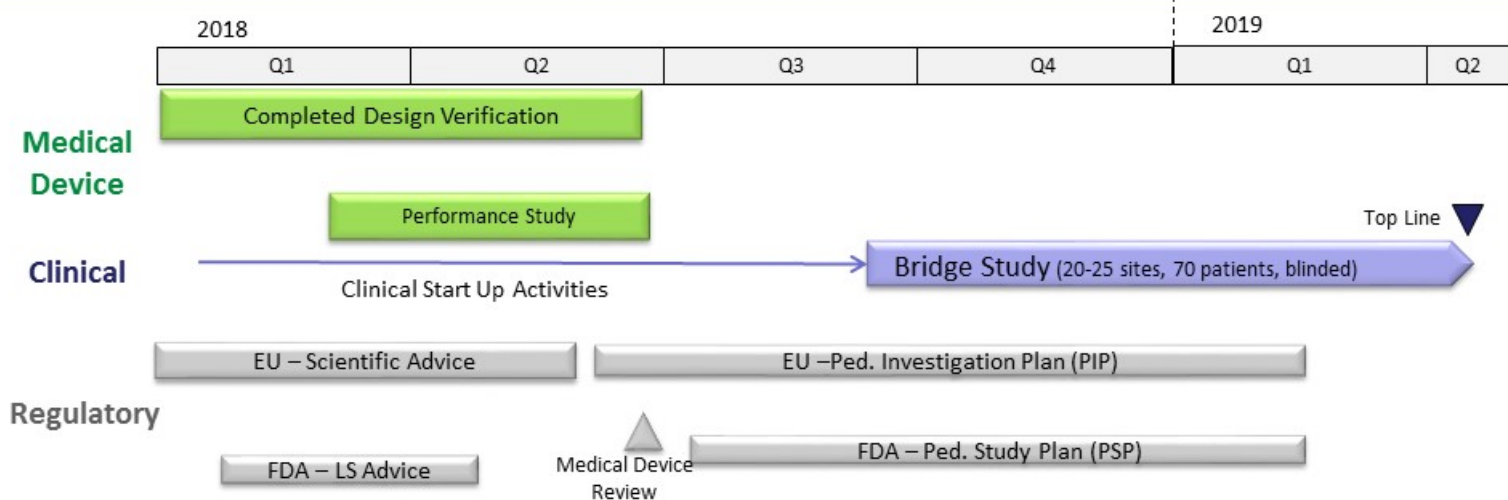 2018
2019
Q1
Q2
Q3
Q4
Q1
Q2
Completed Design Verification
Medical
Device
Performance Study
Top Line
Clinical
Bridge Study (20-25 sites, 70 patients, blinded)
Clinical Start Up Activities
EU – Scientific Advice
EU –Ped. Investigation Plan (PIP)
Regulatory
FDA – LS Advice
Medical Device
Review
FDA – Ped. Study Plan (PSP)